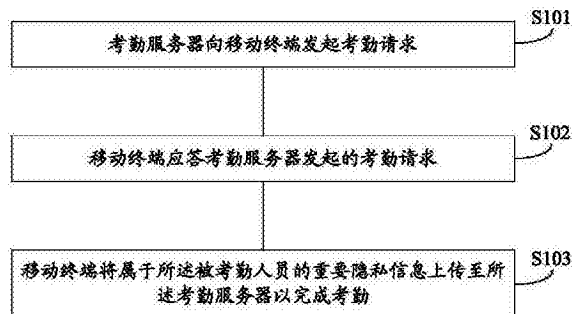 S101
考勤服务器向移动终端发起考勤请求
S102
移动终端应答考勤服务器发起的考勤请求
S103
移动终端将属于所述被考勤人员的重要隐私信息上传至所
述考勤服务器以完成考勤